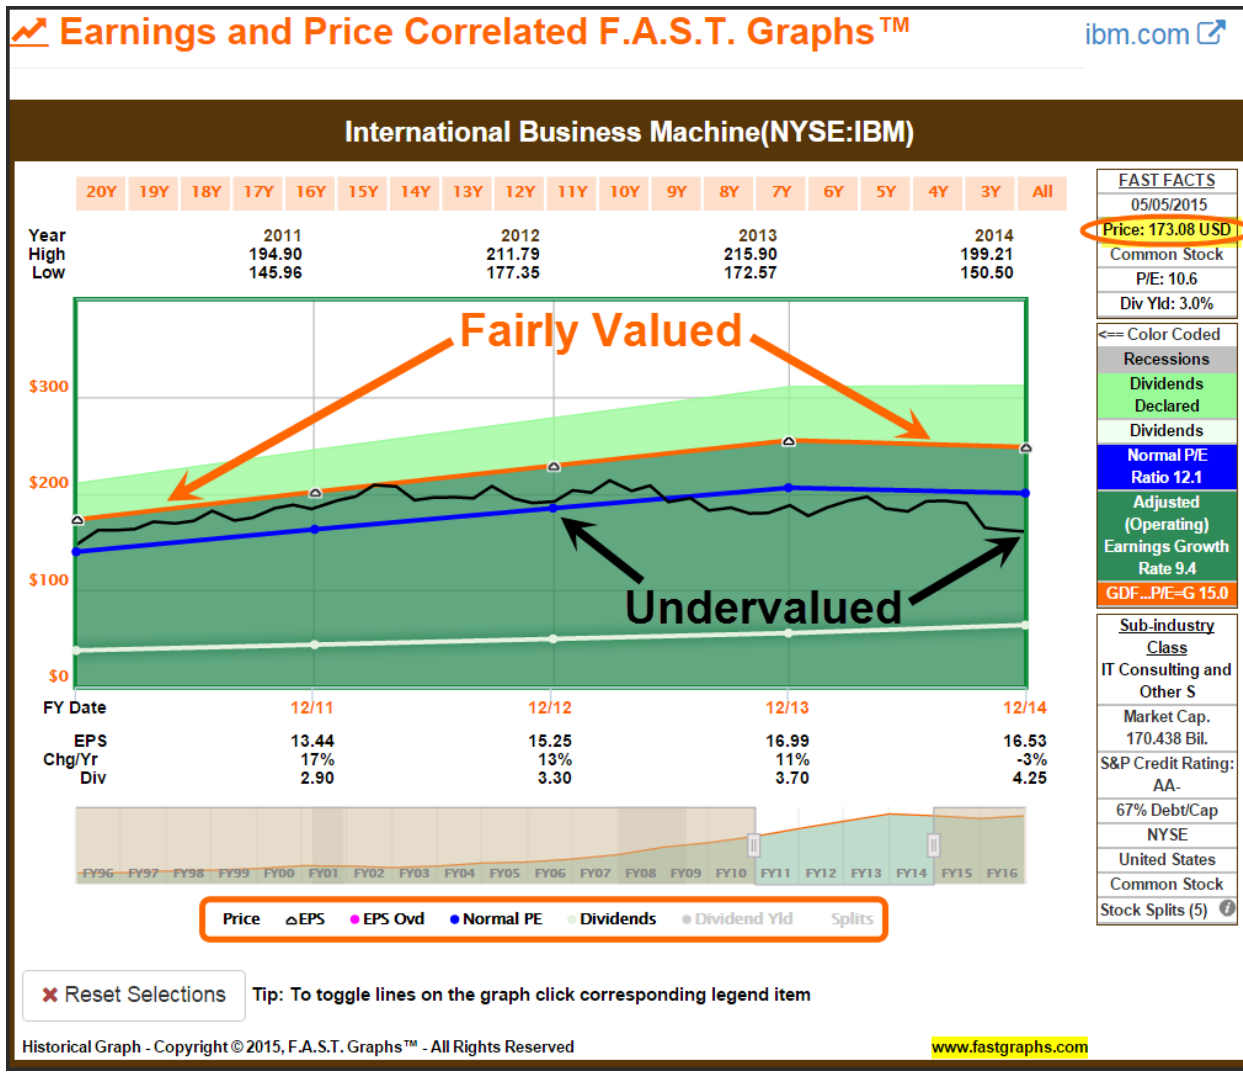 Earnings and Price Correlated F.A.S.T. Graphs™
ibm.com
International Business Machine(NYSE:IBM)
20Y 19Y 18Y 17Y 16Y 15Y 14Y 13Y 12Y 11Y 10Y 9Y 8Y 7Y 6Y 5Y 4Y 3Y All
Year 2011 2012 2013 2014
High 194.90 211.79 215.90 199.21
Low 145.96 177.35 172.57 150.50
Fairly Valued
$300
$200
$100
$0
Undervalued
FY Date 12/11 12/12 12/13 12/14
EPS 13.44 15.25 16.99 16.53
Chg/Yr 17% 13% 11% -3%
Div 2.90 3.30 3.70 4.25
FY96 FY97 FY98 FY99 FY00 FY01 FY02 FY03 FY04 FY05 FY06 FY07 FY08 FY09 FY10 FY11 FY12 FY13 FY14 FY15 FY16
Price EPS EPS Ovd Normal PE Dividends Dividend Yld Splits
Reset Selections
Tip: To toggle lines on the graph click corresponding legend item
Historical Graph - Copyright © 2015, F.A.S.T. Graphs™ - All Rights Reserved
www.fastgraphs.com
FAST FACTS
05/05/2015
Price: 173.08 USD
Common Stock
P/E: 10.6
Div Yld: 3.0%
<== Color Coded
Recessions
Dividends
Declared
Dividends
Normal P/E
Ratio 12.1
Adjusted
(Operating)
Earnings Growth
Rate 9.4
GDF...P/E=G 15.0
Sub-industry
Class
IT Consulting and
Other S
Market Cap.
170.438 Bil.
S&P Credit Rating:
AA-
67% Debt/Cap
NYSE
United States
Common Stock
Stock Splits (5)